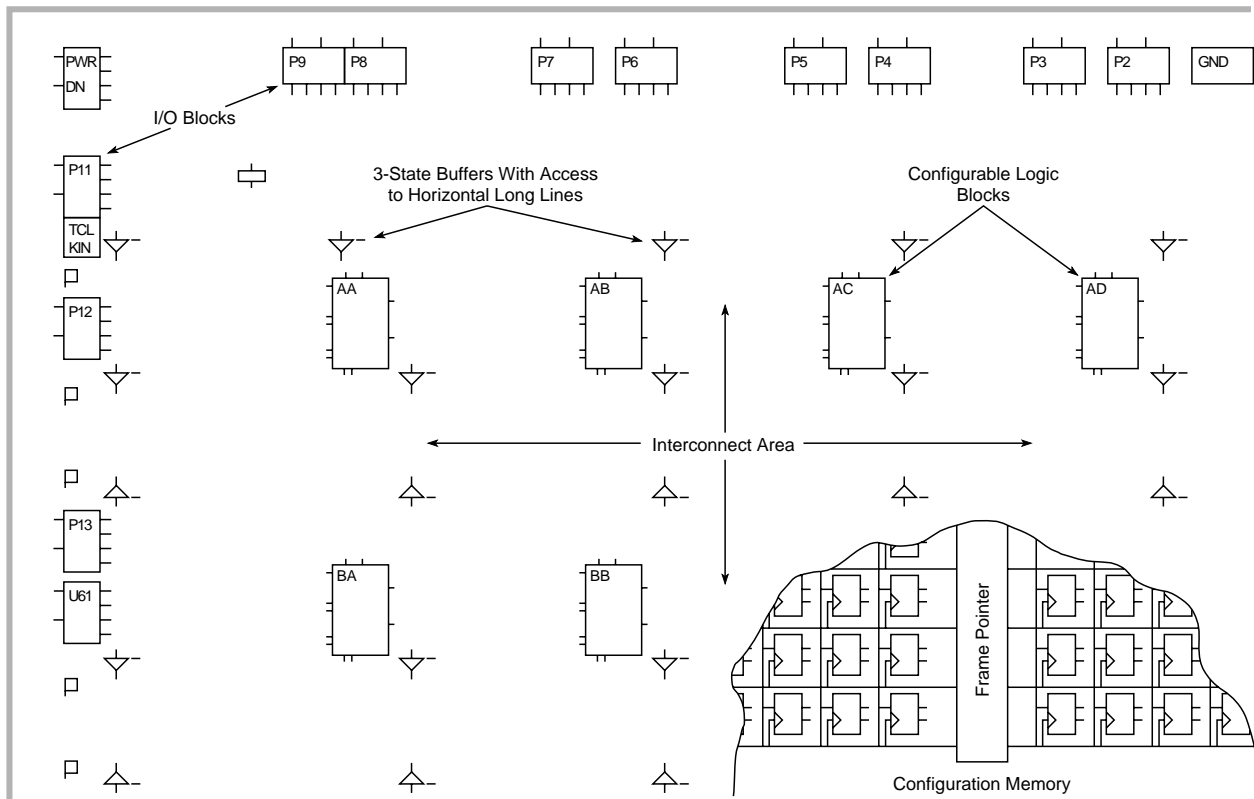 PWR
DN
P9
P8
P7
P6
P5
P4
P3
P2
GND
I/O Blocks
P11
3-State Buffers With Access
to Horizontal Long Lines
Configurable Logic
Blocks
TCL
KIN
AA
AB
AC
AD
P12
Interconnect Area
P13
U61
BA
BB
Frame Pointer
Configuration Memory